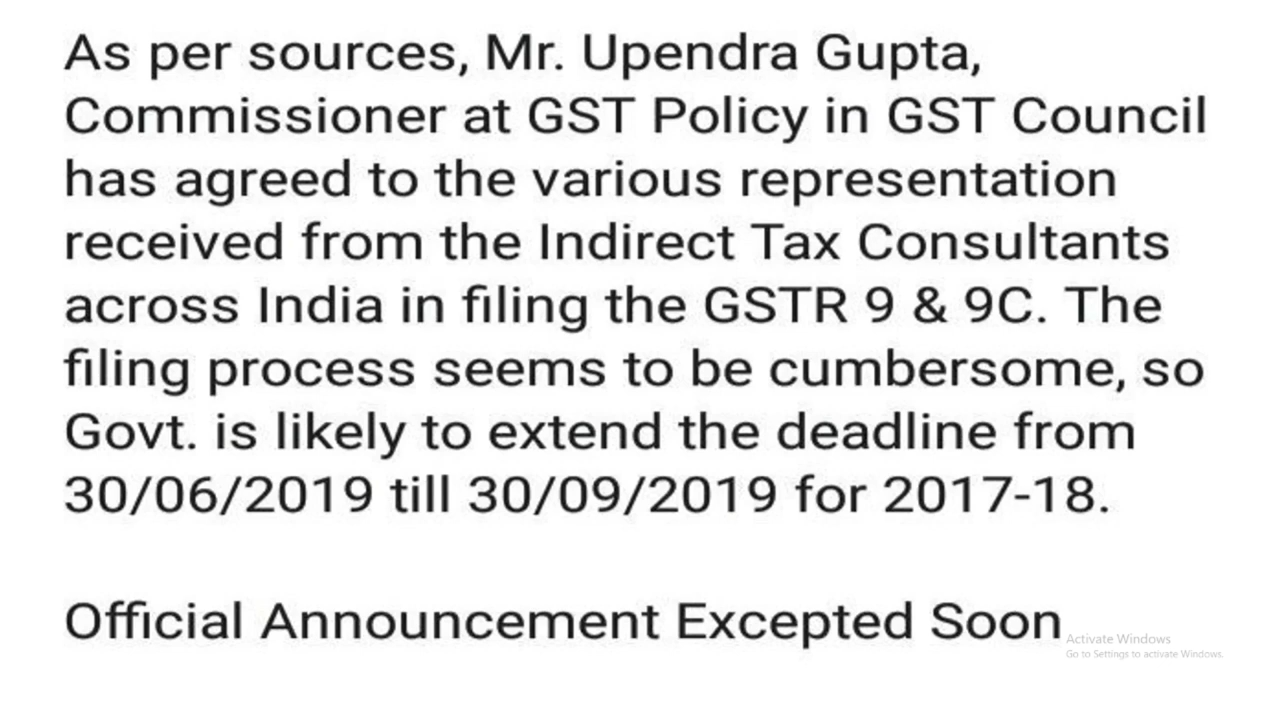 As per sources, Mr. Upendra Gupta,
Commissioner at GST Policy in GST Council
has agreed to the various representation
received from the Indirect Tax Consultants
across India in filing the GSTR 9 & 9C. The
filing process seems to be cumbersome, so
Govt. is likely to extend the deadline from
30/06/2019 till 30/09/2019 for 2017-18.
Official Announcement Excepted Soon
Activate Windows
Go to Settings to activate Windows.